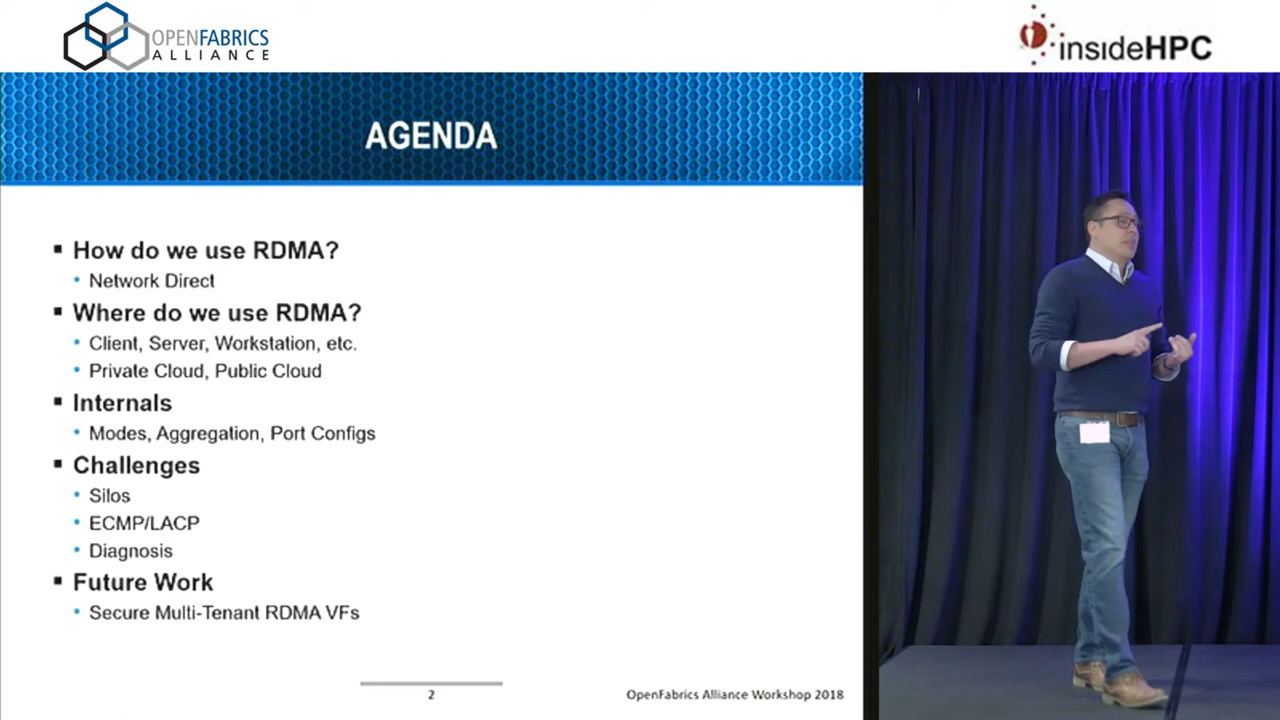 OPENFABRICS
ALLIANCE
insideHPC
AGENDA
▪ How do we use RDMA?
• Network Direct
▪ Where do we use RDMA?
• Client, Server, Workstation, etc.
• Private Cloud, Public Cloud
▪ Internals
• Modes, Aggregation, Port Configs
▪ Challenges
• Silos
• ECMP/LACP
• Diagnosis
▪ Future Work
• Secure Multi-Tenant RDMA VFs
2
OpenFabrics Alliance Workshop 2018